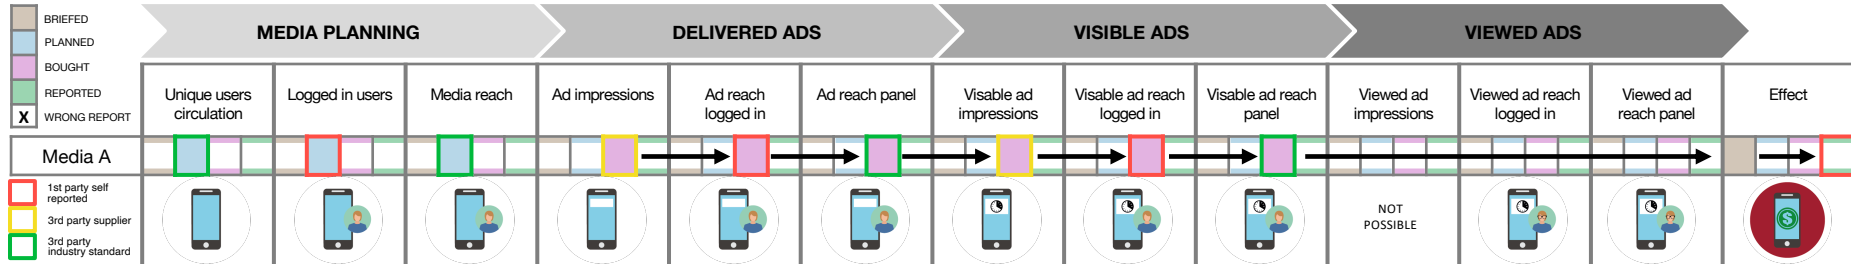 BRIEFED
PLANNED
BOUGHT
REPORTED
X WRONG REPORT
MEDIA PLANNING
DELIVERED ADS
VISIBLE ADS
VIEWED ADS
Unique users
circulation
Logged in users
Media reach
Ad impressions
Ad reach
logged in
Ad reach panel
Visable ad
impressions
Visable ad reach
logged in
Visable ad reach
panel
Viewed ad
impressions
Viewed ad reach
logged in
Viewed ad
reach panel
Effect
Media A
1st party self
reported
3rd party supplier
3rd party
industry standard
NOT
POSSIBLE
$